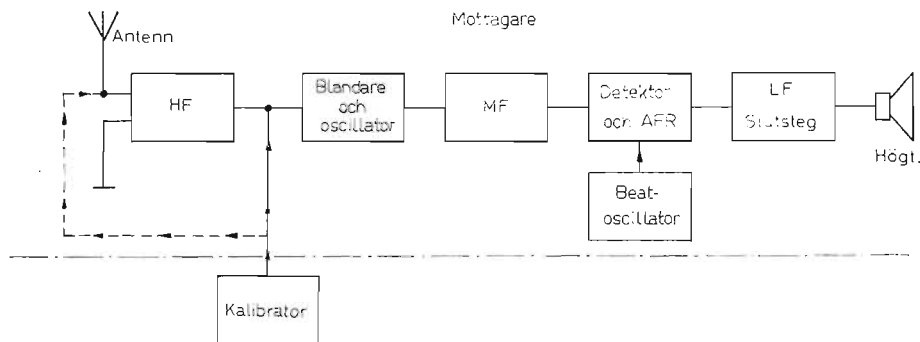 Mottagare
Antenn
HF
Blandare
och
oscillator
MF
Detektor
och AFR
LF
Slutsteg
Högt.
Beat-
oscillator
Kalibrator